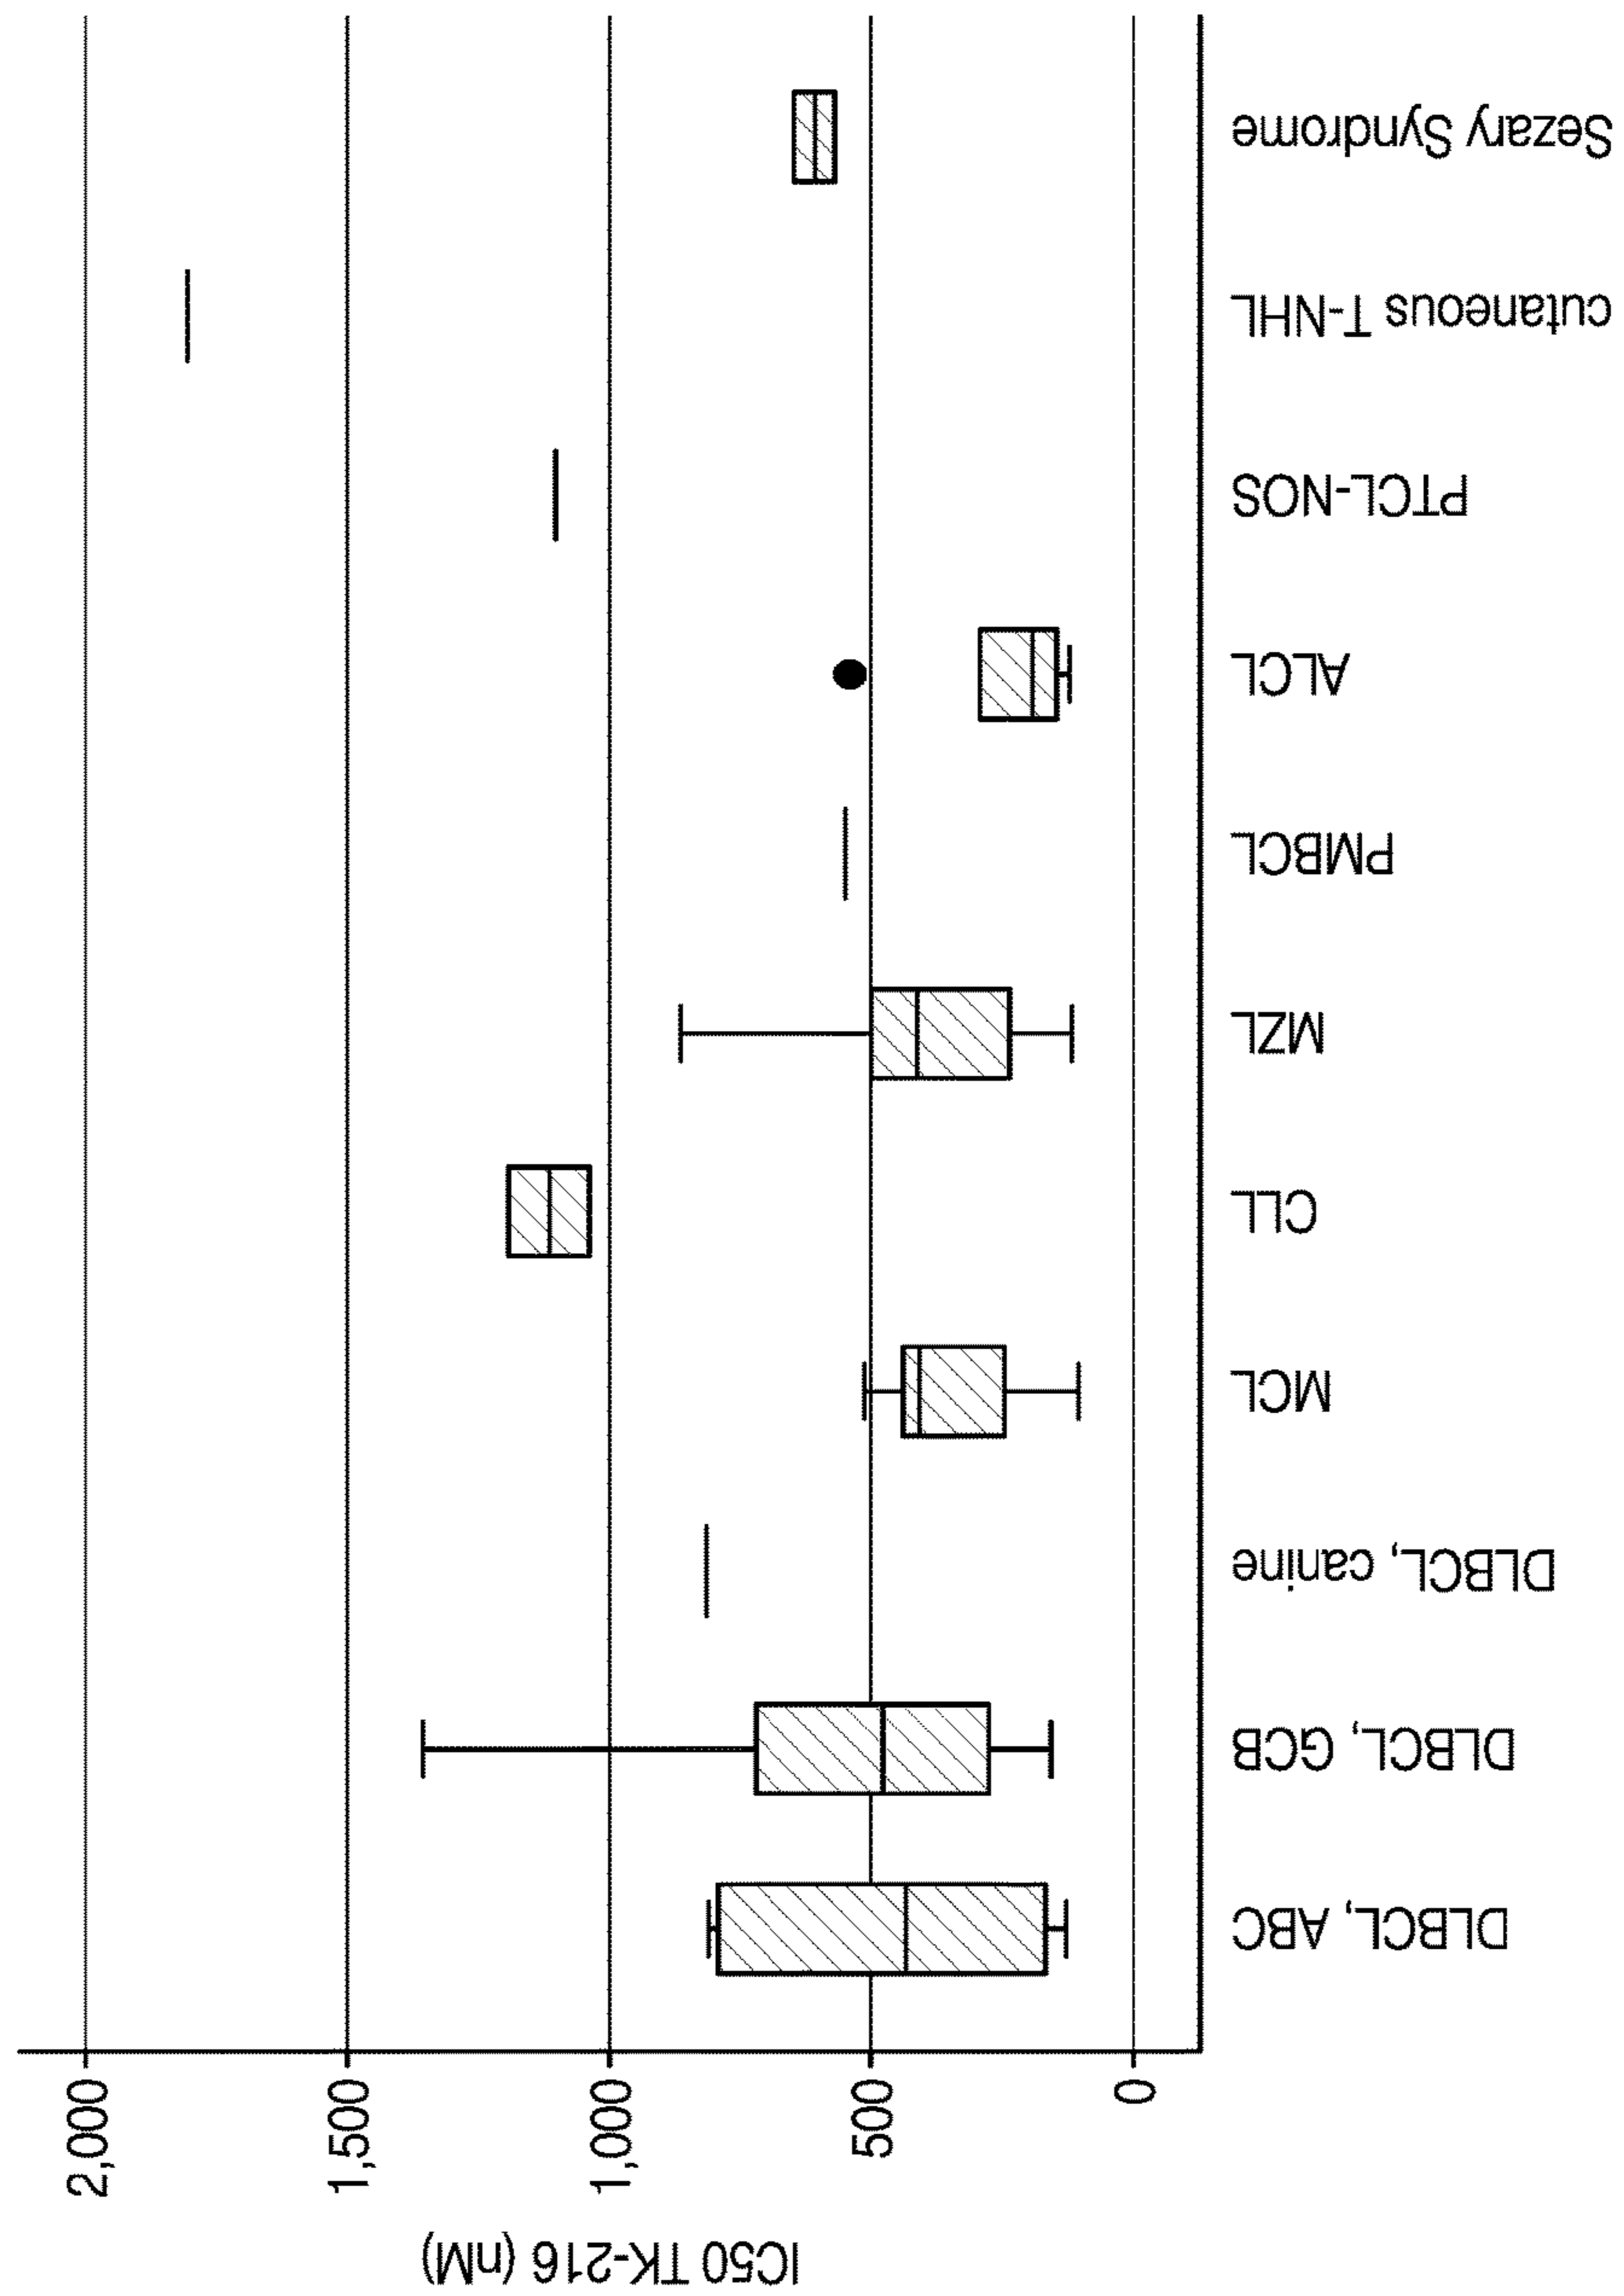 IC50 TK-216 (nM)
2,000
1,500
1,000
500
0
DLBCL, ABC
DLBCL, GCB
DLBCL, canine
MCL
CLL
MZL
PMBCL
ALCL
PTCL-NOS
cutaneous T-NHL
Sezary Syndrome